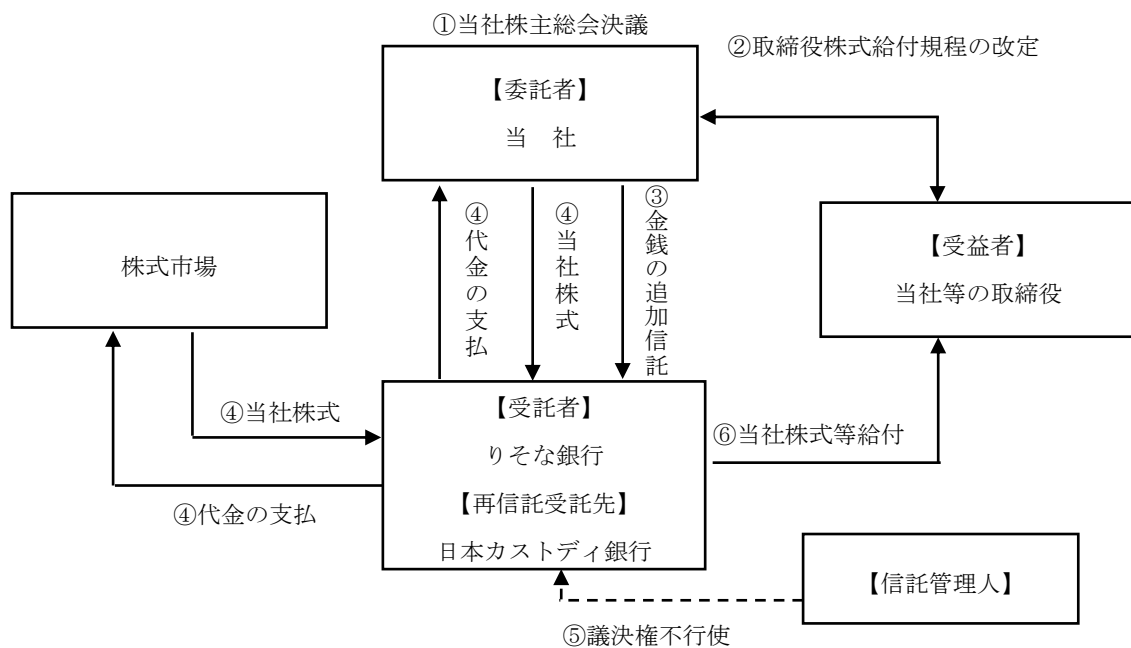 ①当社株主総会決議
②取締役株式給付規程の改定
【委託者】
当　社
④代金の支払
④当社株式
③金銭の追加信託
株式市場
【受益者】
当社等の取締役
④当社株式
④代金の支払
【受託者】
りそな銀行
【再信託受託先】
日本カストディ銀行
⑥当社株式等給付
【信託管理人】
⑤議決権不行使